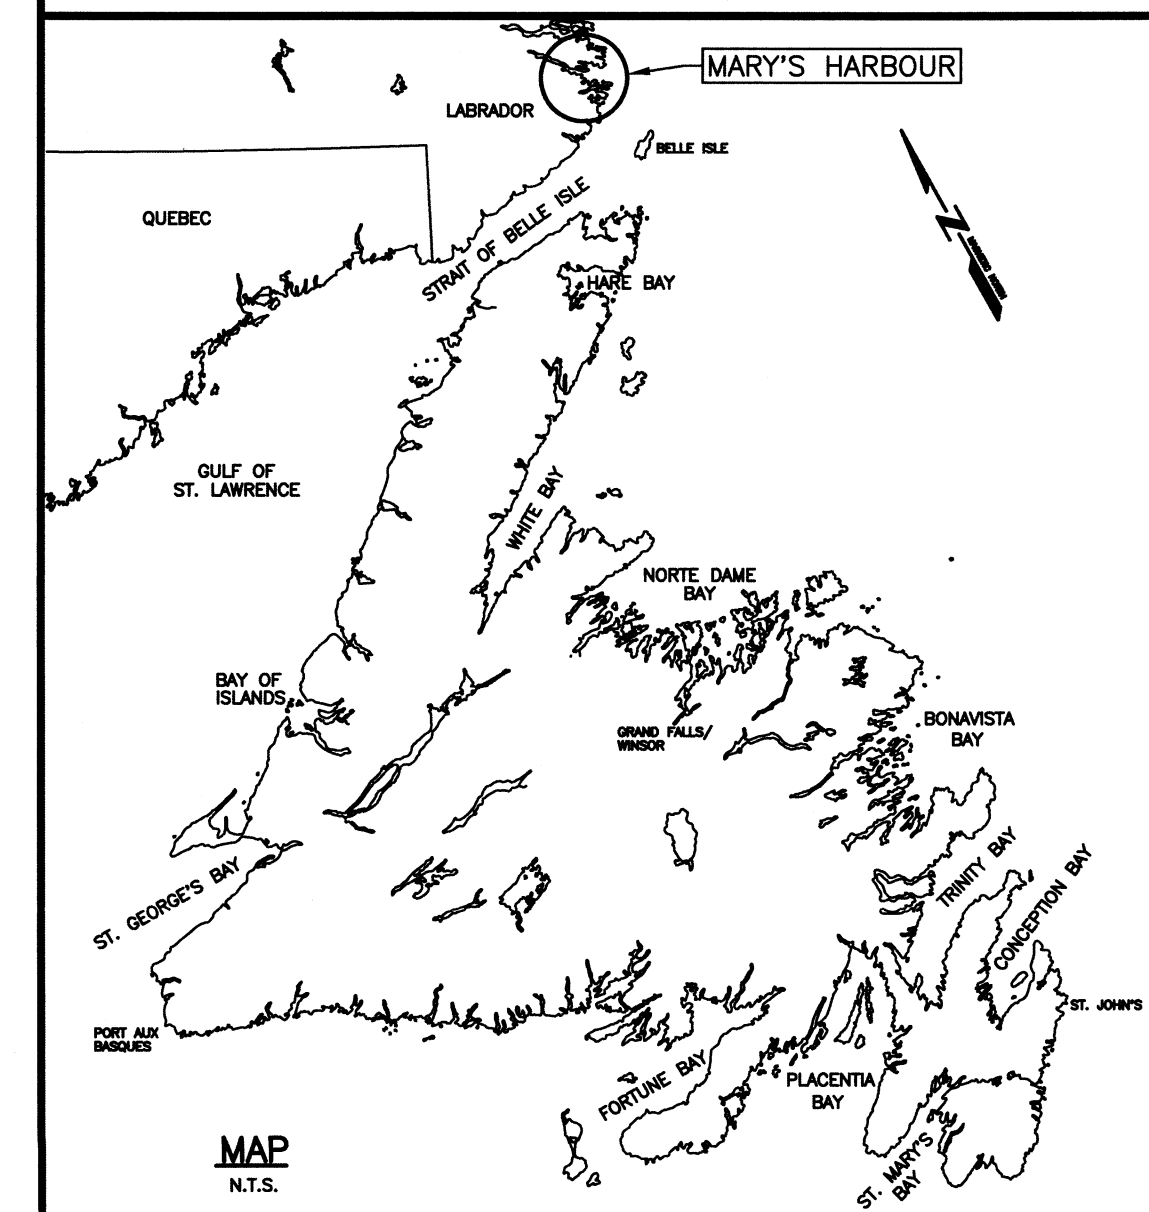 MARY'S HARBOUR
LABRADOR
BELLE ISLE
QUEBEC
STRAIT OF BELLE ISLE
HARE BAY
GULF OF
ST. LAWRENCE
WHITE BAY
NORTE DAME
BAY
BAY OF
ISLANDS
GRAND FALLS/
WINSOR
BONAVISTA
BAY
TRINITY BAY
CONCEPTION BAY
ST. GEORGE'S BAY
ST. JOHN'S
PORT AUX
BASQUES
FORTUNE BAY
PLACENTIA
BAY
ST. MARY'S
BAY
MAP
N.T.S.